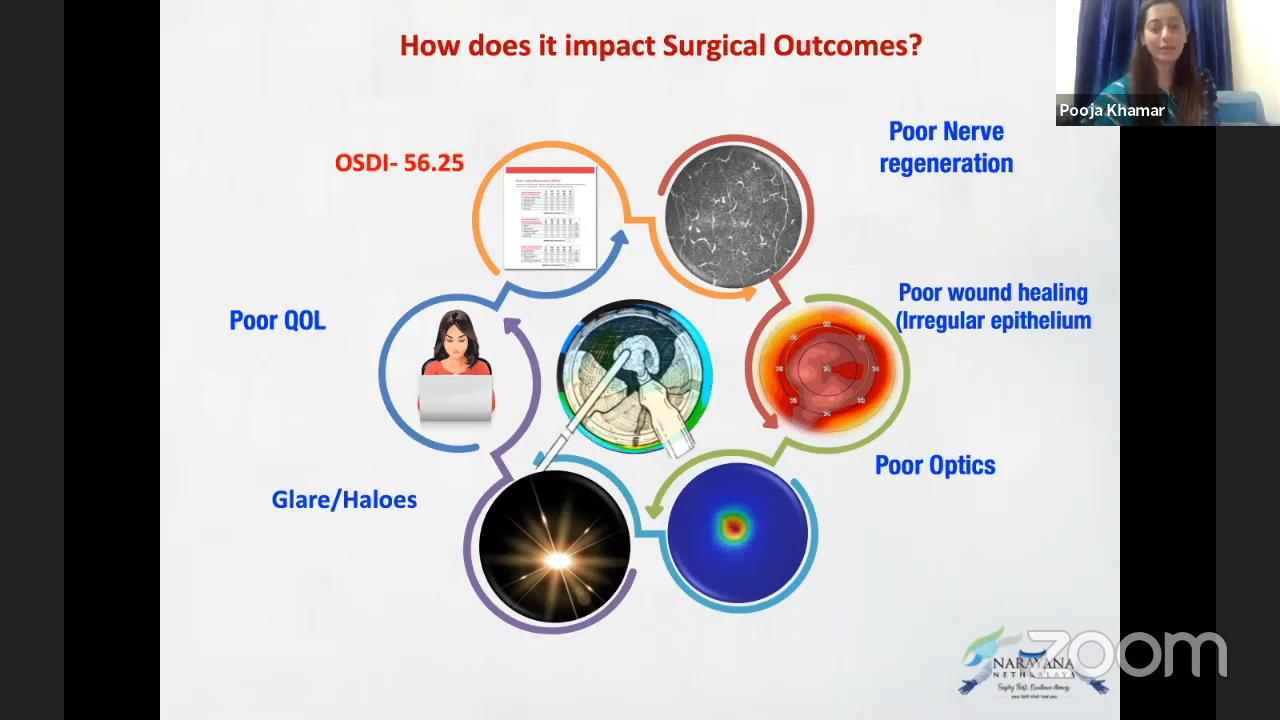 How does it impact Surgical Outcomes?
Pooja Khamar
OSDI- 56.25
Poor Nerve
regeneration
Poor QOL
Poor wound healing
(Irregular epithelium
Glare/Haloes
Poor Optics
NARAYANA
NETHRALAYA
zoom